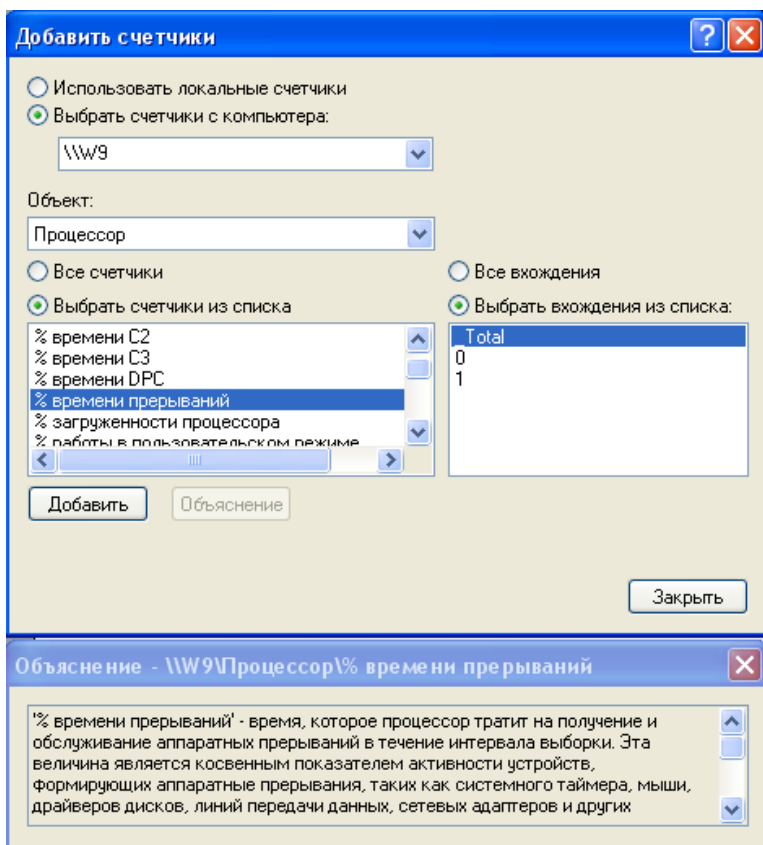 Добавить счетчики
Использовать локальные счетчики
Выбрать счетчики с компьютера:
\\W9
Объект:
Процессор
Все счетчики
Все вхождения
Выбрать счетчики из списка
Выбрать вхождения из списка:
% времени C2
% времени C3
% времени DPC
% времени прерываний
% загруженности процессора
% работы в пользовательском режиме
_Total
0
1
Добавить
Объяснение
Закрыть
Объяснение - \\W9\Процессор\% времени прерываний
'% времени прерываний' - время, которое процессор тратит на получение и
обслуживание аппаратных прерываний в течение интервала выборки. Эта
величина является косвенным показателем активности устройств,
формирующих аппаратные прерывания, таких как системного таймера, мыши,
драйверов дисков, линий передачи данных, сетевых адаптеров и других